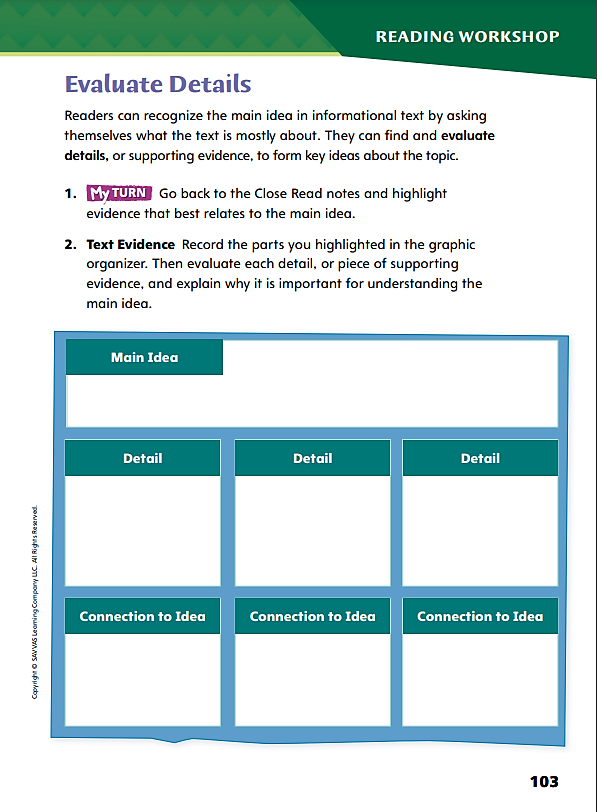 READING WORKSHOP
Evaluate Details
Readers can recognize the main idea in informational text by asking
themselves what the text is mostly about. They can find and evaluate
details, or supporting evidence, to form key ideas about the topic.
1. My TURN Go back to the Close Read notes and highlight
evidence that best relates to the main idea.
2. Text Evidence Record the parts you highlighted in the graphic
organizer. Then evaluate each detail, or piece of supporting
evidence, and explain why it is important for understanding the
main idea.
Main Idea
Detail Detail Detail
Connection to Idea Connection to Idea Connection to Idea
Copyright © SAVVAS Learning Company LLC. All Rights Reserved.
103